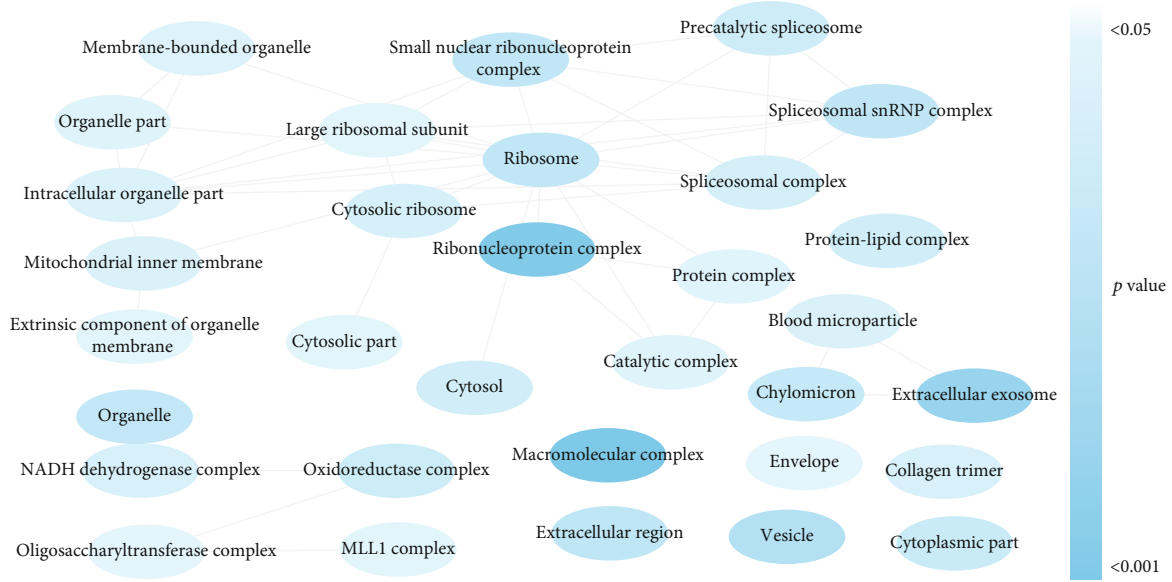 Membrane-bounded organelle
Small nuclear ribonucleoprotein
complex
Precatalytic spliceosome
<0.05
Organelle part
Large ribosomal subunit
Spliceosomal snRNP complex
Ribosome
Intracellular organelle part
Cytosolic ribosome
Spliceosomal complex
Mitochondrial inner membrane
Ribonucleoprotein complex
Protein-lipid complex
Protein complex
p value
Extrinsic component of organelle
membrane
Cytosolic part
Blood microparticle
Catalytic complex
Cytosol
Chylomicron
Extracellular exosome
Organelle
Macromolecular complex
Envelope
NADH dehydrogenase complex
Oxidoreductase complex
Collagen trimer
Extracellular region
Vesicle
Cytoplasmic part
Oligosaccharyltransferase complex
MLL1 complex
<0.001